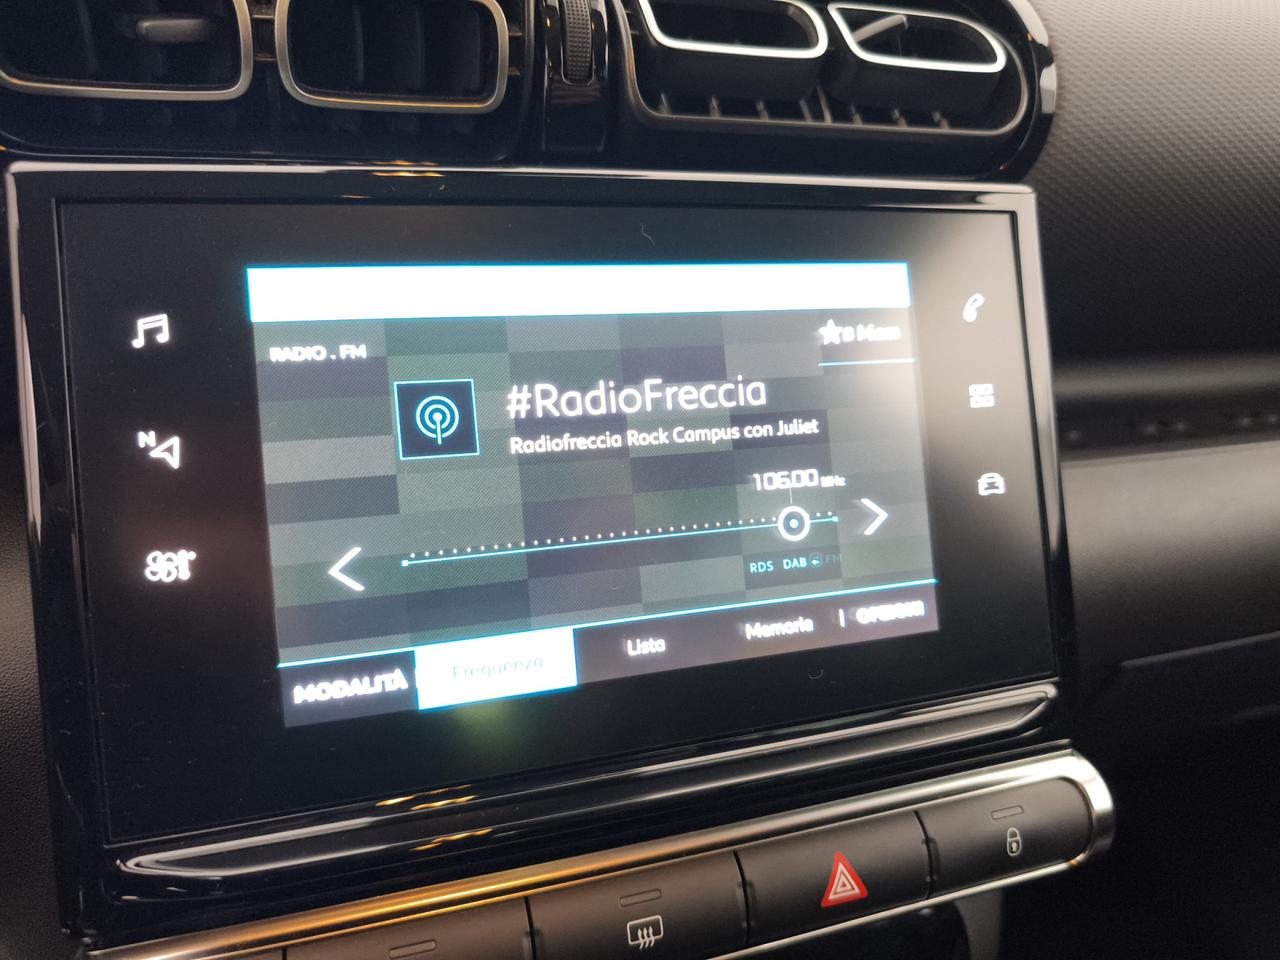 RADIO . FM
Mem
#RadioFreccia
Radiofreccia Rock Campus con Juliet
106.00 MHz
N
RDS DAB FM
MODALITÀ Frequenza Lista Memoria | OPZIONI